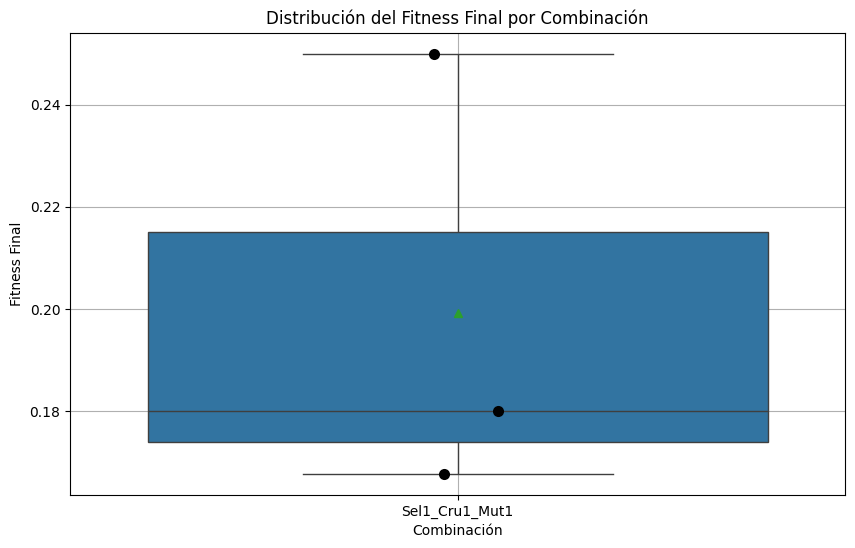 Distribución del Fitness Final por Combinación
0.24
0.22
0.20
0.18
Fitness Final
Sel1_Cru1_Mut1
Combinación